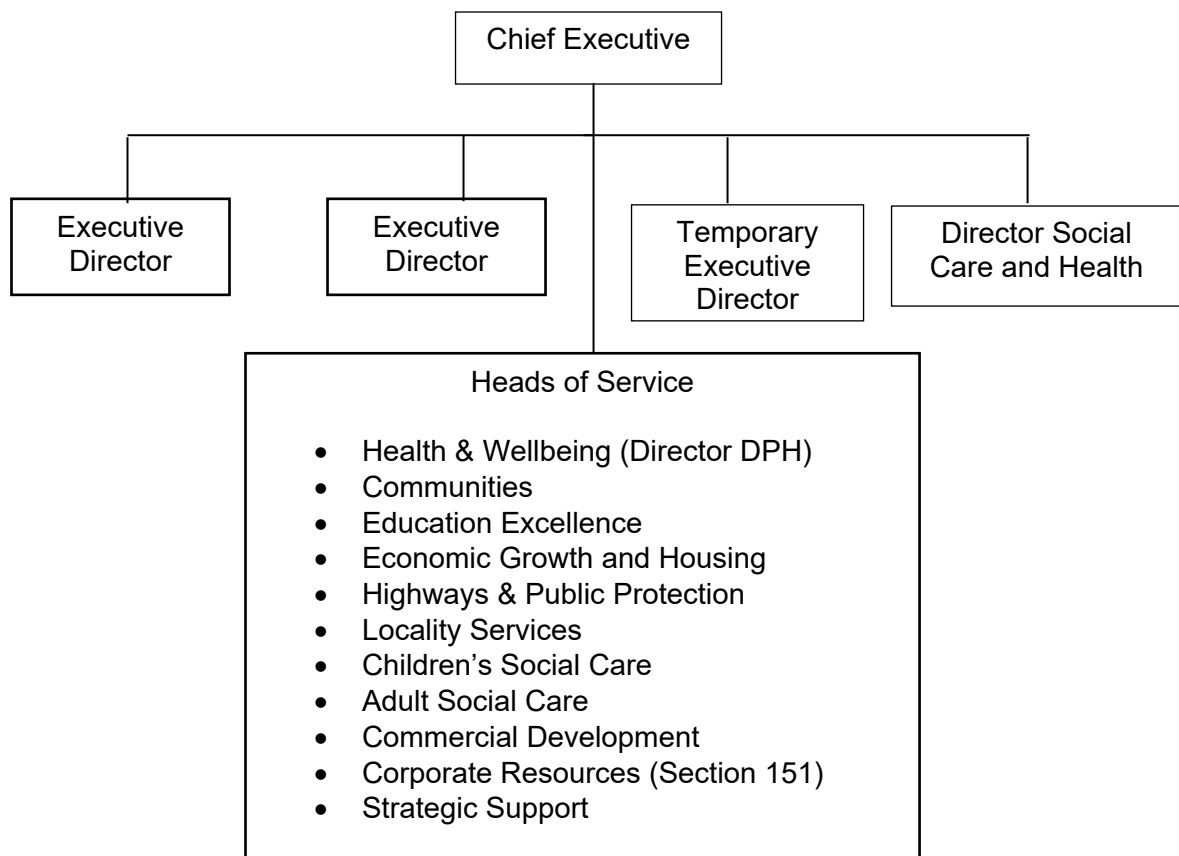 Chief Executive
Executive
Director
Executive
Director
Temporary
Executive
Director
Director Social
Care and Health
Heads of Service
• Health & Wellbeing (Director DPH)
• Communities
• Education Excellence
• Economic Growth and Housing
• Highways & Public Protection
• Locality Services
• Children’s Social Care
• Adult Social Care
• Commercial Development
• Corporate Resources (Section 151)
• Strategic Support